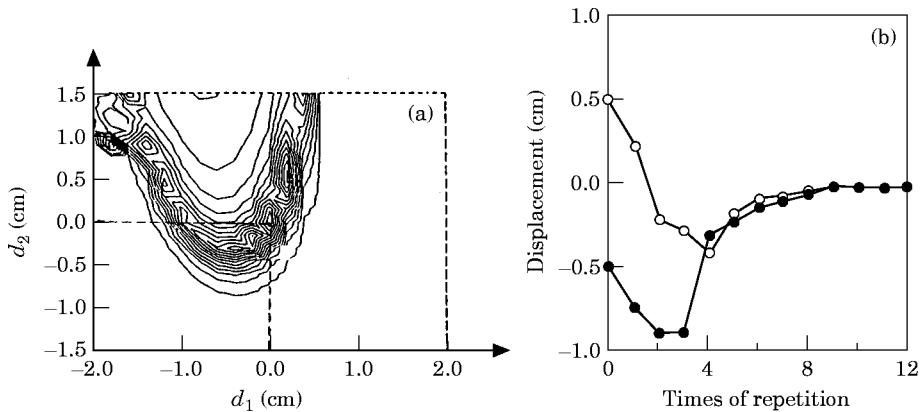 (a)
1.5
1.0
0.5
0.0
−0.5
−1.0
−1.5
d2 (cm)
−2.0 −1.0 0.0 1.0 2.0
d1 (cm)
(b)
1.0
0.5
0.0
−0.5
−1.0
Displacement (cm)
0 4 8 12
Times of repetition